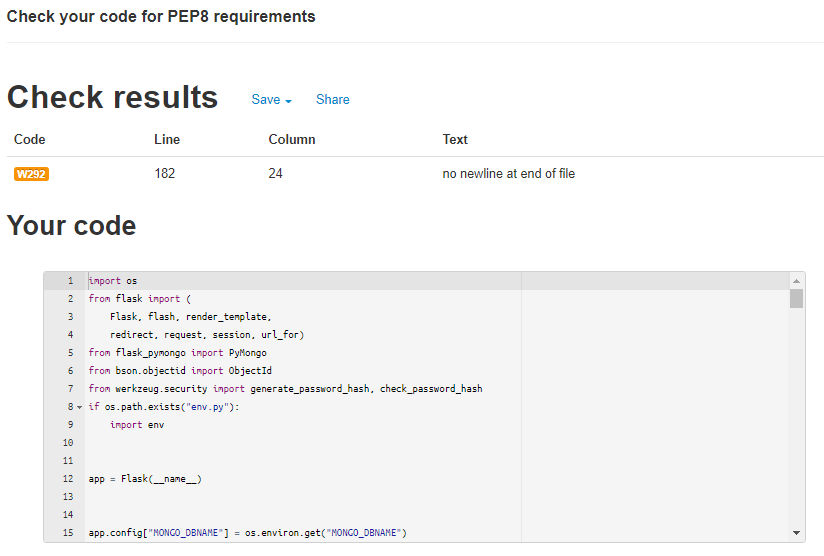 Check your code for PEP8 requirements
Check results Save Share
Code Line Column Text
W292 182 24 no newline at end of file
Your code
1 import os
2 from flask import (
3     Flask, flash, render_template,
4     redirect, request, session, url_for)
5 from flask_pymongo import PyMongo
6 from bson.objectid import ObjectId
7 from werkzeug.security import generate_password_hash, check_password_hash
8 if os.path.exists("env.py"):
9     import env
10
11
12 app = Flask(__name__)
13
14
15 app.config["MONGO_DBNAME"] = os.environ.get("MONGO_DBNAME")